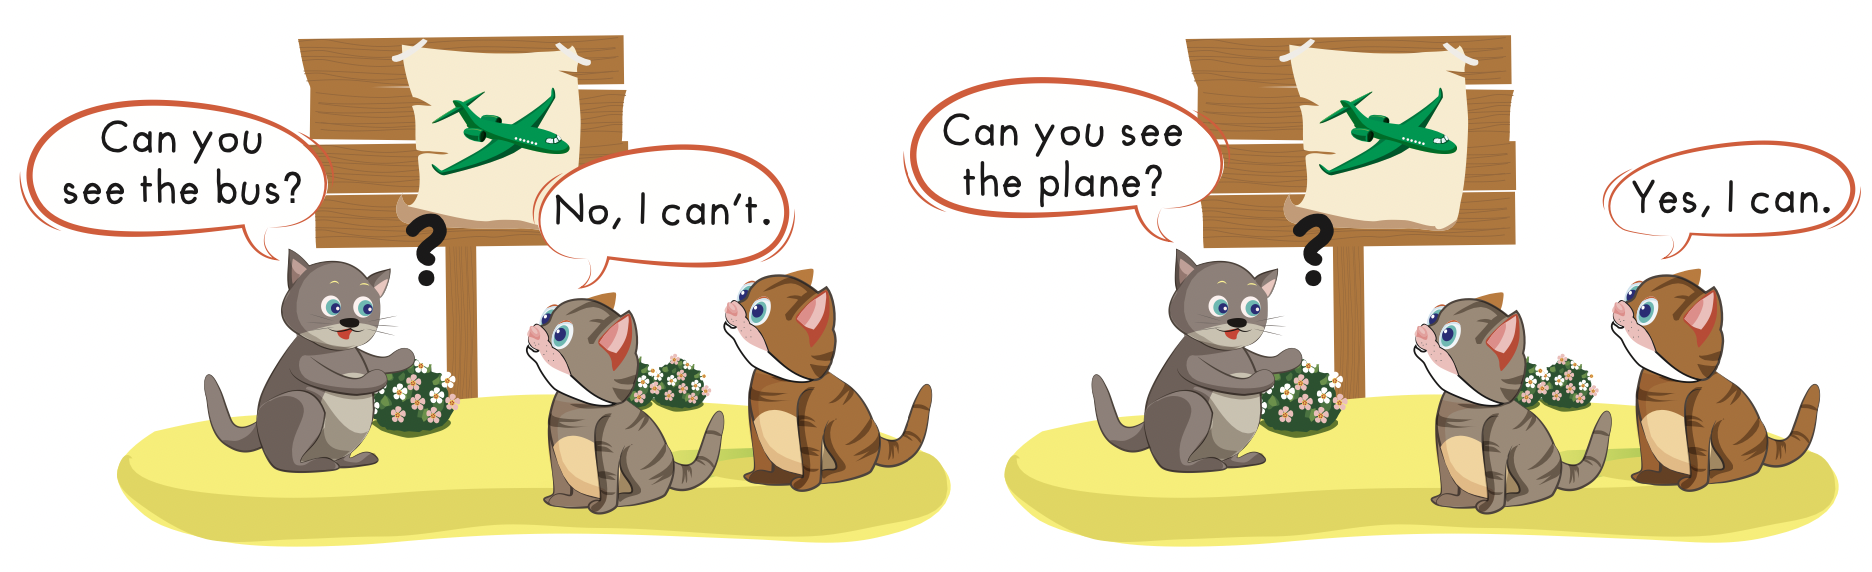 Can you
see the bus?
No, I can't.
?
Can you see
the plane?
Yes, I can.
?